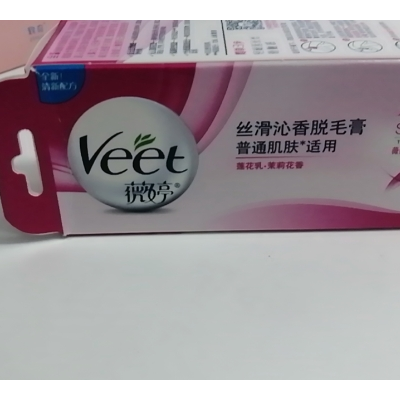 全新
清新配方
Veet
薇婷®
丝滑沁香脱毛膏
普通肌肤*适用
莲花乳·茉莉花香